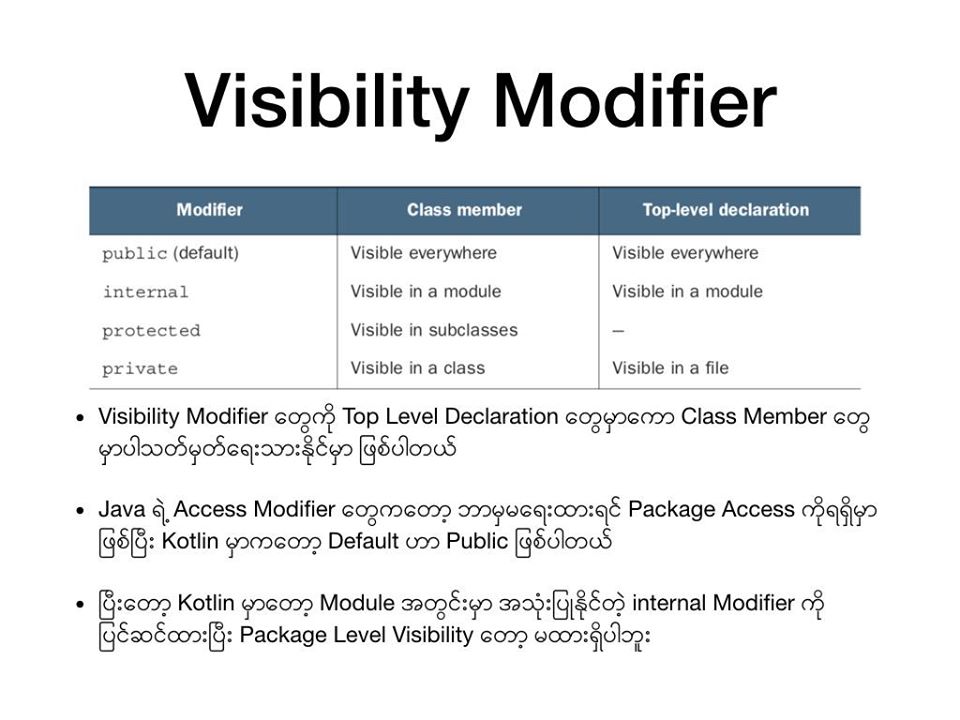 Visibility Modifier
Modifier Class member Top-level declaration
public (default) Visible everywhere Visible everywhere
internal Visible in a module Visible in a module
protected Visible in subclasses —
private Visible in a class Visible in a file
• Visibility Modifier တွေကို Top Level Declaration တွေမှာကော Class Member တွေ
မှာပါသတ်မှတ်ရေးသားနိုင်မှာ ဖြစ်ပါတယ်
• Java ရဲ့ Access Modifier တွေကတော့ ဘာမှမရေးထားရင် Package Access ကိုရရှိမှာ
ဖြစ်ပြီး Kotlin မှာကတော့ Default ဟာ Public ဖြစ်ပါတယ်
• ပြီးတော့ Kotlin မှာတော့ Module အတွင်းမှာ အသုံးပြုနိုင်တဲ့ internal Modifier ကို
ပြင်ဆင်ထားပြီး Package Level Visibility တော့ မထားရှိပါဘူး